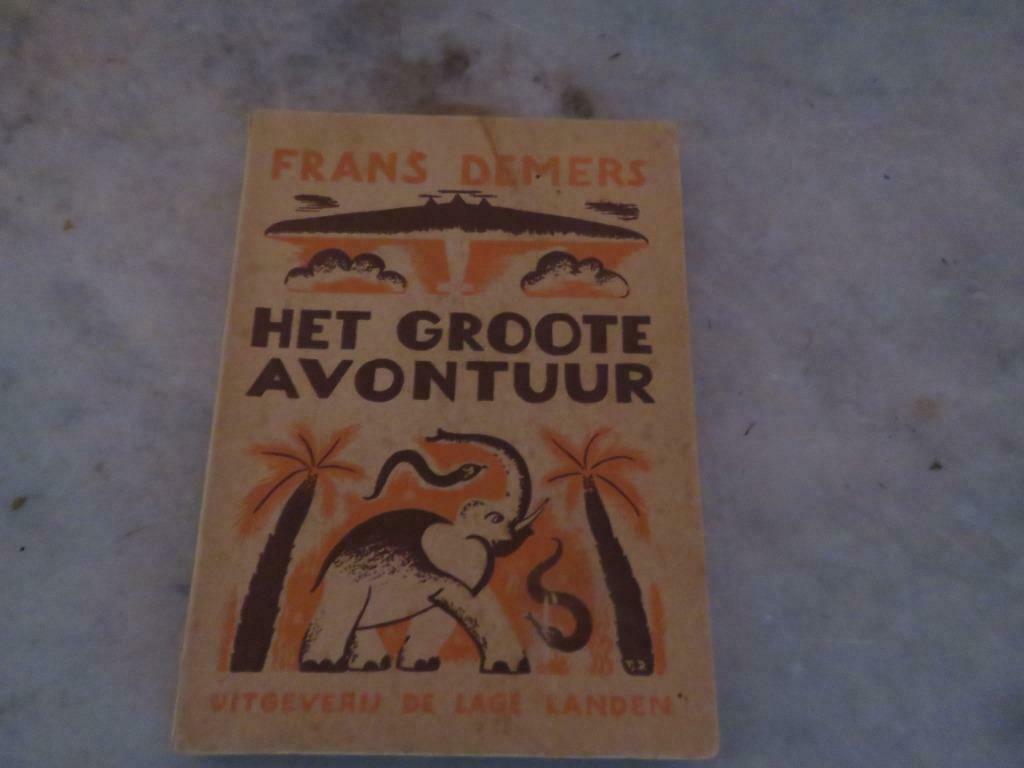 FRANS DEMERS
HET GROOTE
AVONTUUR
UITGEVERIJ DE LAGE LANDEN